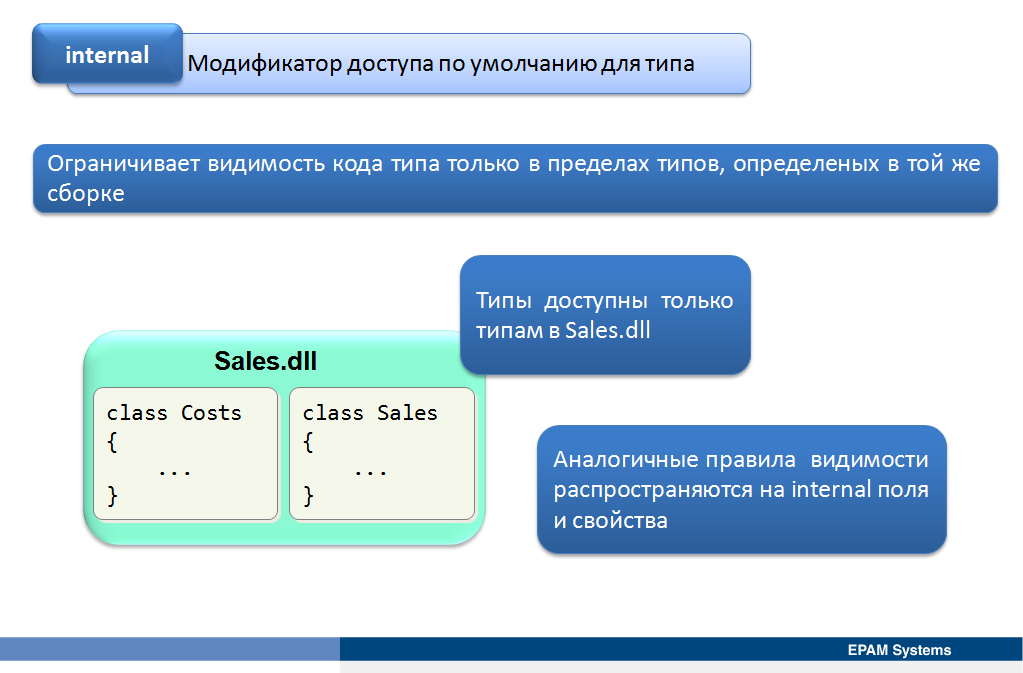 internal
Модификатор доступа по умолчанию для типа
Ограничивает видимость кода типа только в пределах типов, определеных в той же
сборке
Типы доступны только
типам в Sales.dll
Sales.dll
class Costs
{
...
}
class Sales
{
...
}
Аналогичные правила видимости
распространяются на internal поля
и свойства
EPAM Systems